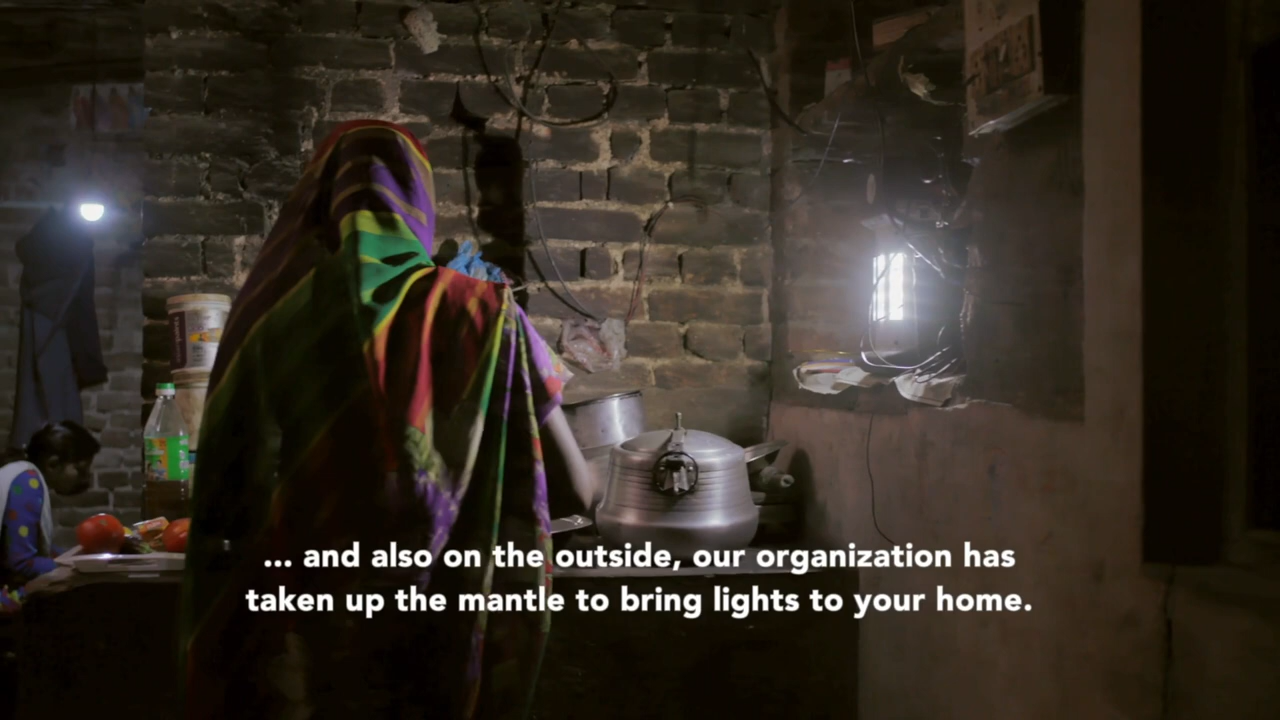 ... and also on the outside, our organization has
taken up the mantle to bring lights to your home.